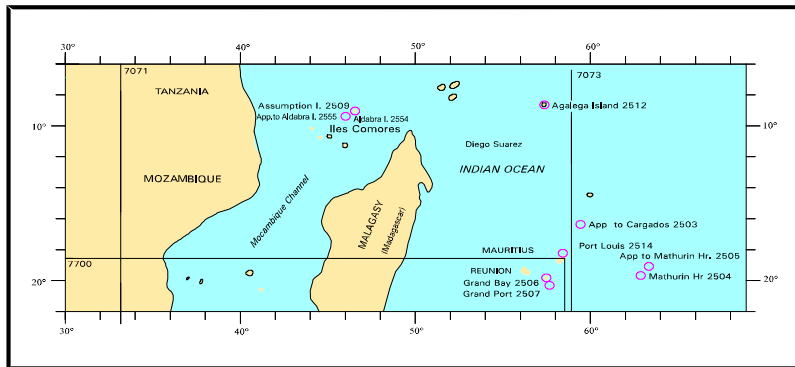 30°
40°
50°
60°
7071
7073
TANZANIA
Assumption I. 2509
App.to Aldabra I. 2555
Aldabra I. 2554
Iles Comores
Agalega Island 2512
10°
10°
Diego Suarez
INDIAN OCEAN
MOZAMBIQUE
Mocambique Channel
MALAGASY
(Madagascar)
App to Cargados 2503
MAURITIUS
Port Louis 2514
App to Mathurin Hr. 2505
7700
REUNION
Mathurin Hr 2504
Grand Bay 2506
Grand Port 2507
20°
20°
30°
40°
50°
60°